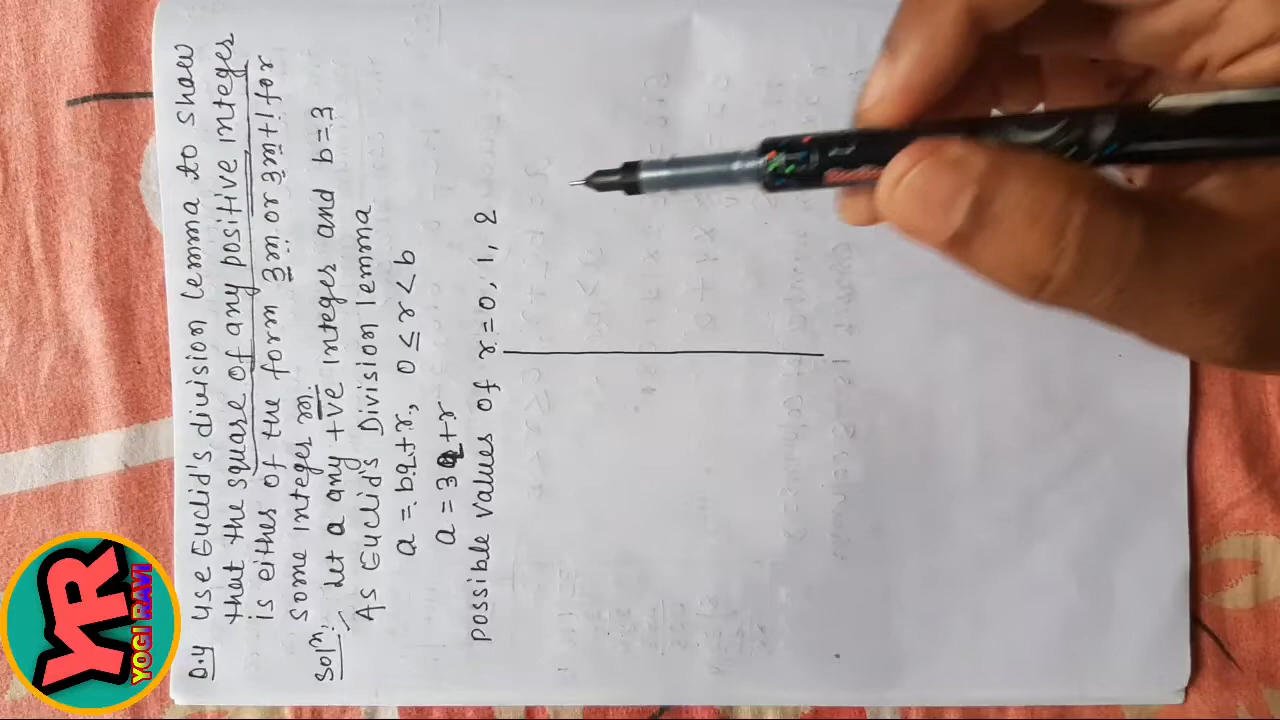 Q.4 Use Euclid's division lemma to show
that the square of any positive integer
is either of the form 3m or 3m+1 for
some integer m.
Solⁿ:- Let a any +ve integer and b=3
As Euclid's Division lemma
a = b.q+r, 0 ≤ r < b
a = 3q+r
possible values of r = 0, 1, 2
YR
YOGI RAVI